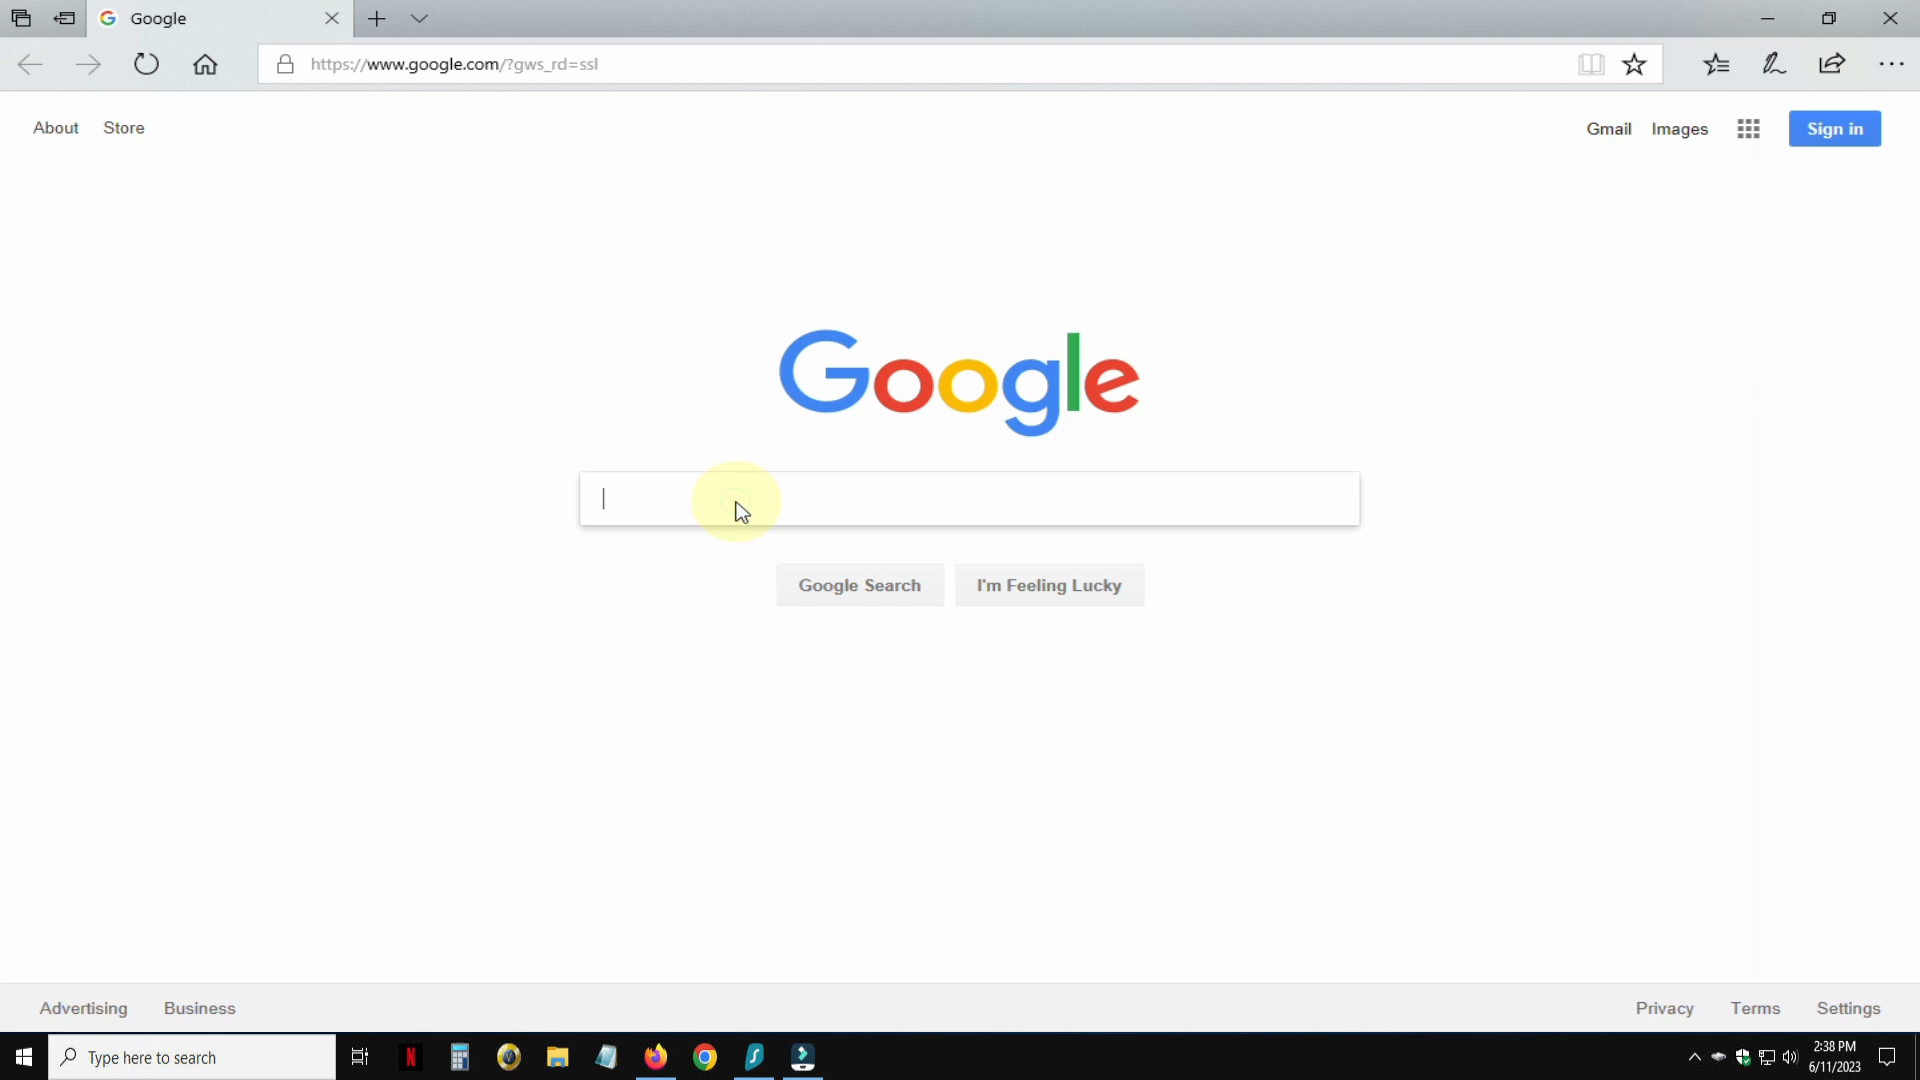 Google
https://www.google.com/?gws_rd=ssl
About Store
Gmail Images Sign in
Google
Google Search I'm Feeling Lucky
Advertising Business
Privacy Terms Settings
Type here to search
2:38 PM
6/11/2023